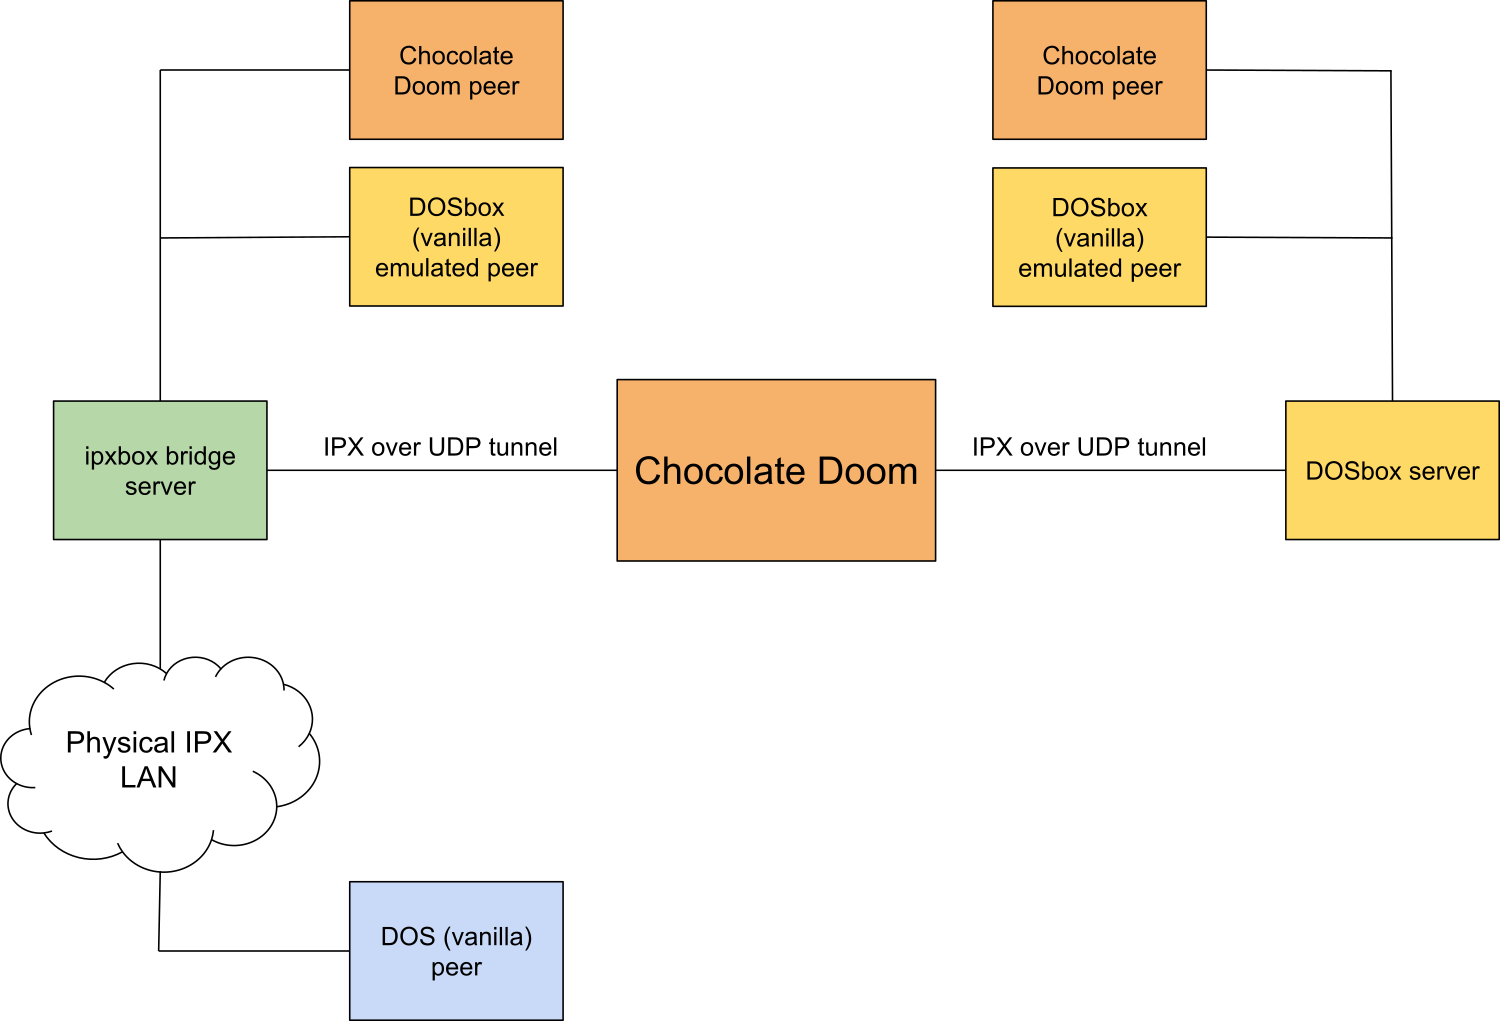 Chocolate
Doom peer
Chocolate
Doom peer
DOSbox
(vanilla)
emulated peer
DOSbox
(vanilla)
emulated peer
ipxbox bridge
server
IPX over UDP tunnel
Chocolate Doom
IPX over UDP tunnel
DOSbox server
Physical IPX
LAN
DOS (vanilla)
peer